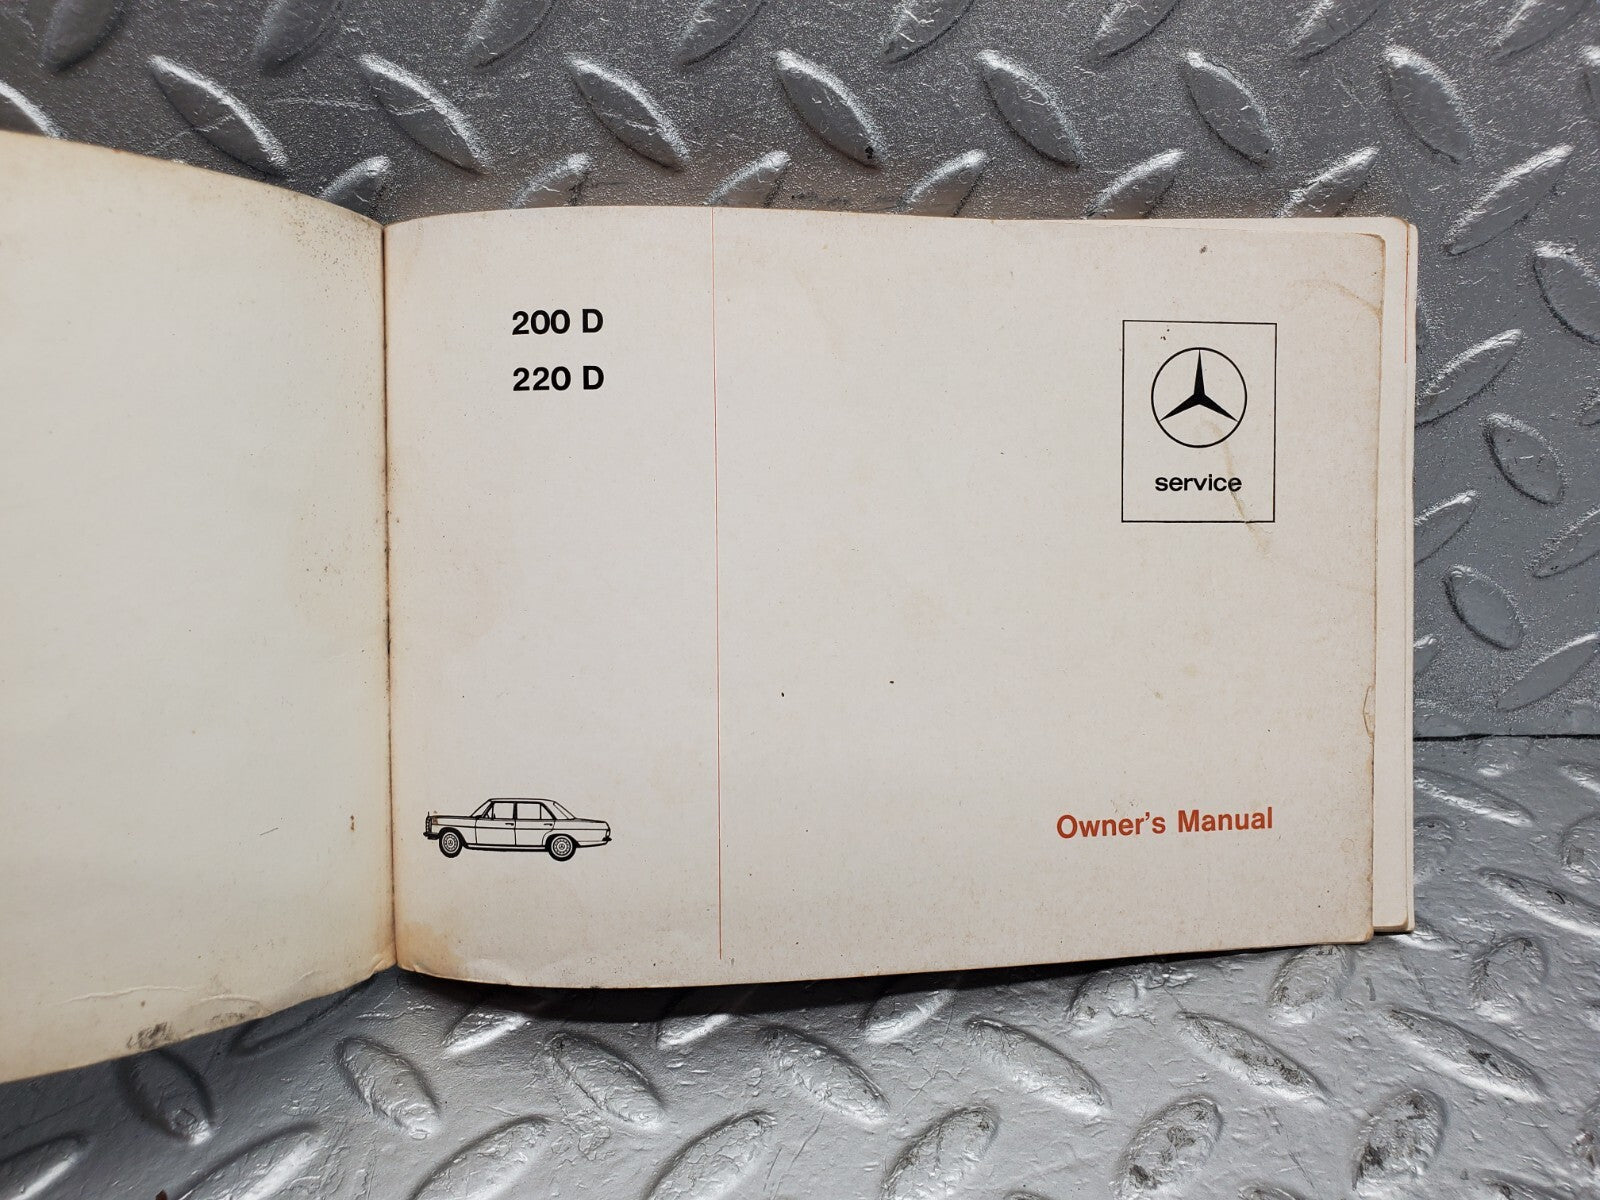 200 D
220 D
service
Owner's Manual